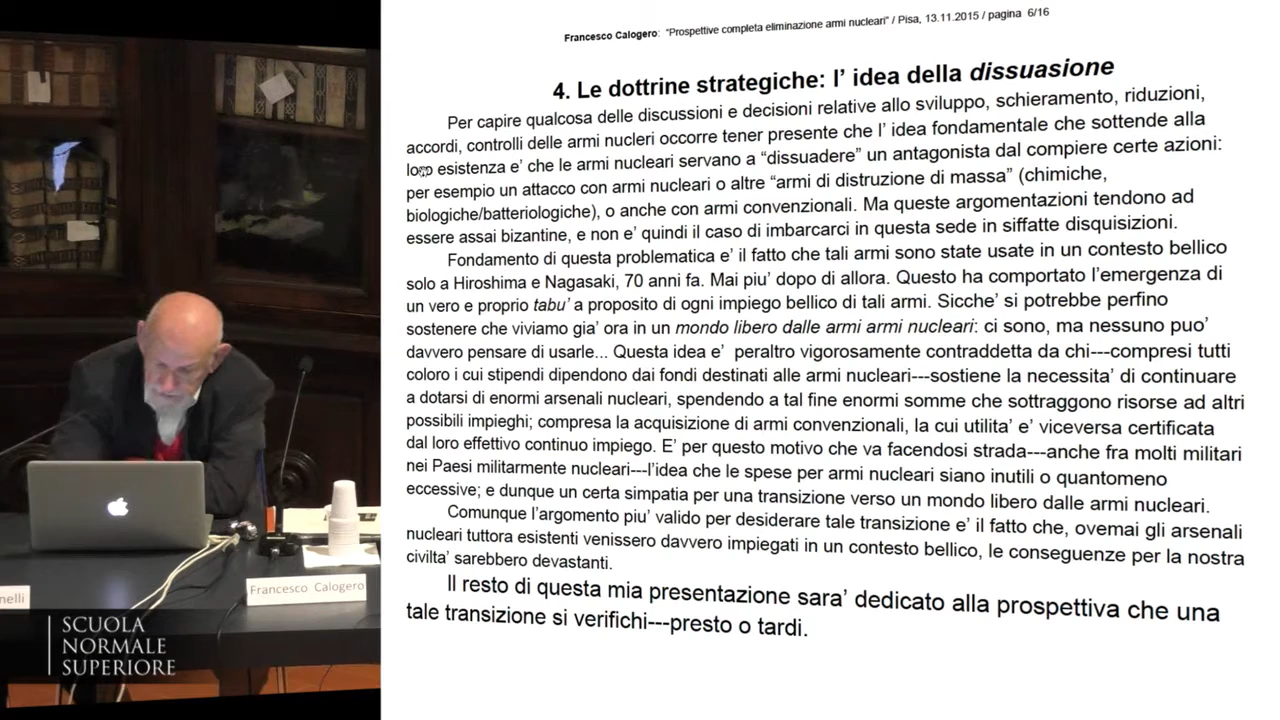 Francesco Calogero: “Prospettive completa eliminazione armi nucleari” / Pisa, 13.11.2015 / pagina 6/16
4. Le dottrine strategiche: l’ idea della dissuasione
Per capire qualcosa delle discussioni e decisioni relative allo sviluppo, schieramento, riduzioni,
accordi, controlli delle armi nucleri occorre tener presente che l’ idea fondamentale che sottende alla
esistenza e’ che le armi nucleari servano a “dissuadere” un antagonista dal compiere certe azioni:
per esempio un attacco con armi nucleari o altre “armi di distruzione di massa” (chimiche,
biologiche/batteriologiche), o anche con armi convenzionali. Ma queste argomentazioni tendono ad
essere assai bizantine, e non e’ quindi il caso di imbarcarci in questa sede in siffatte disquisizioni.
Fondamento di questa problematica e’ il fatto che tali armi sono state usate in un contesto bellico
solo a Hiroshima e Nagasaki, 70 anni fa. Mai piu’ dopo di allora. Questo ha comportato l’emergenza di
un vero e proprio tabu’ a proposito di ogni impiego bellico di tali armi. Sicche’ si potrebbe perfino
sostenere che viviamo gia’ ora in un mondo libero dalle armi armi nucleari: ci sono, ma nessuno puo’
davvero pensare di usarle... Questa idea e’ peraltro vigorosamente contraddetta da chi---compresi tutti
coloro i cui stipendi dipendono dai fondi destinati alle armi nucleari---sostiene la necessita’ di continuare
a dotarsi di enormi arsenali nucleari, spendendo a tal fine enormi somme che sottraggono risorse ad altri
possibili impieghi; compresa la acquisizione di armi convenzionali, la cui utilita’ e’ viceversa certificata
dal loro effettivo continuo impiego. E’ per questo motivo che va facendosi strada---anche fra molti militari
nei Paesi militarmente nucleari---l’idea che le spese per armi nucleari siano inutili o quantomeno
eccessive; e dunque un certa simpatia per una transizione verso un mondo libero dalle armi nucleari.
Comunque l’argomento piu’ valido per desiderare tale transizione e’ il fatto che, ovemai gli arsenali
nucleari tuttora esistenti venissero davvero impiegati in un contesto bellico, le conseguenze per la nostra
civilta’ sarebbero devastanti.
Il resto di questa mia presentazione sara’ dedicato alla prospettiva che una
tale transizione si verifichi---presto o tardi.
nelli
Francesco Calogero
SCUOLA
NORMALE
SUPERIORE